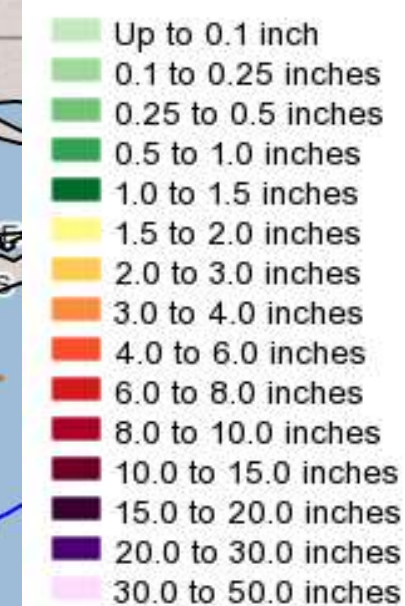 Up to 0.1 inch
0.1 to 0.25 inches
0.25 to 0.5 inches
0.5 to 1.0 inches
1.0 to 1.5 inches
1.5 to 2.0 inches
2.0 to 3.0 inches
3.0 to 4.0 inches
4.0 to 6.0 inches
6.0 to 8.0 inches
8.0 to 10.0 inches
10.0 to 15.0 inches
15.0 to 20.0 inches
20.0 to 30.0 inches
30.0 to 50.0 inches